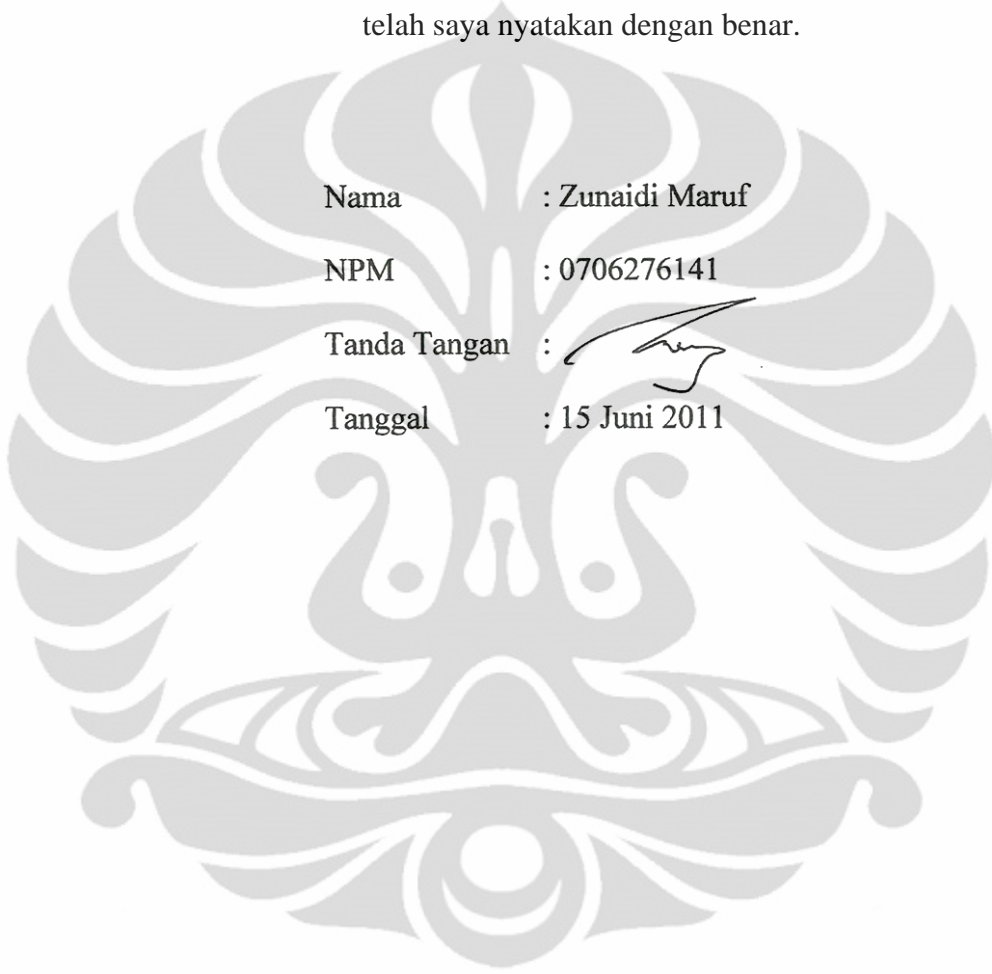 telah saya nyatakan dengan benar.
Nama : Zunaidi Maruf
NPM : 0706276141
Tanda Tangan :
Tanggal : 15 Juni 2011